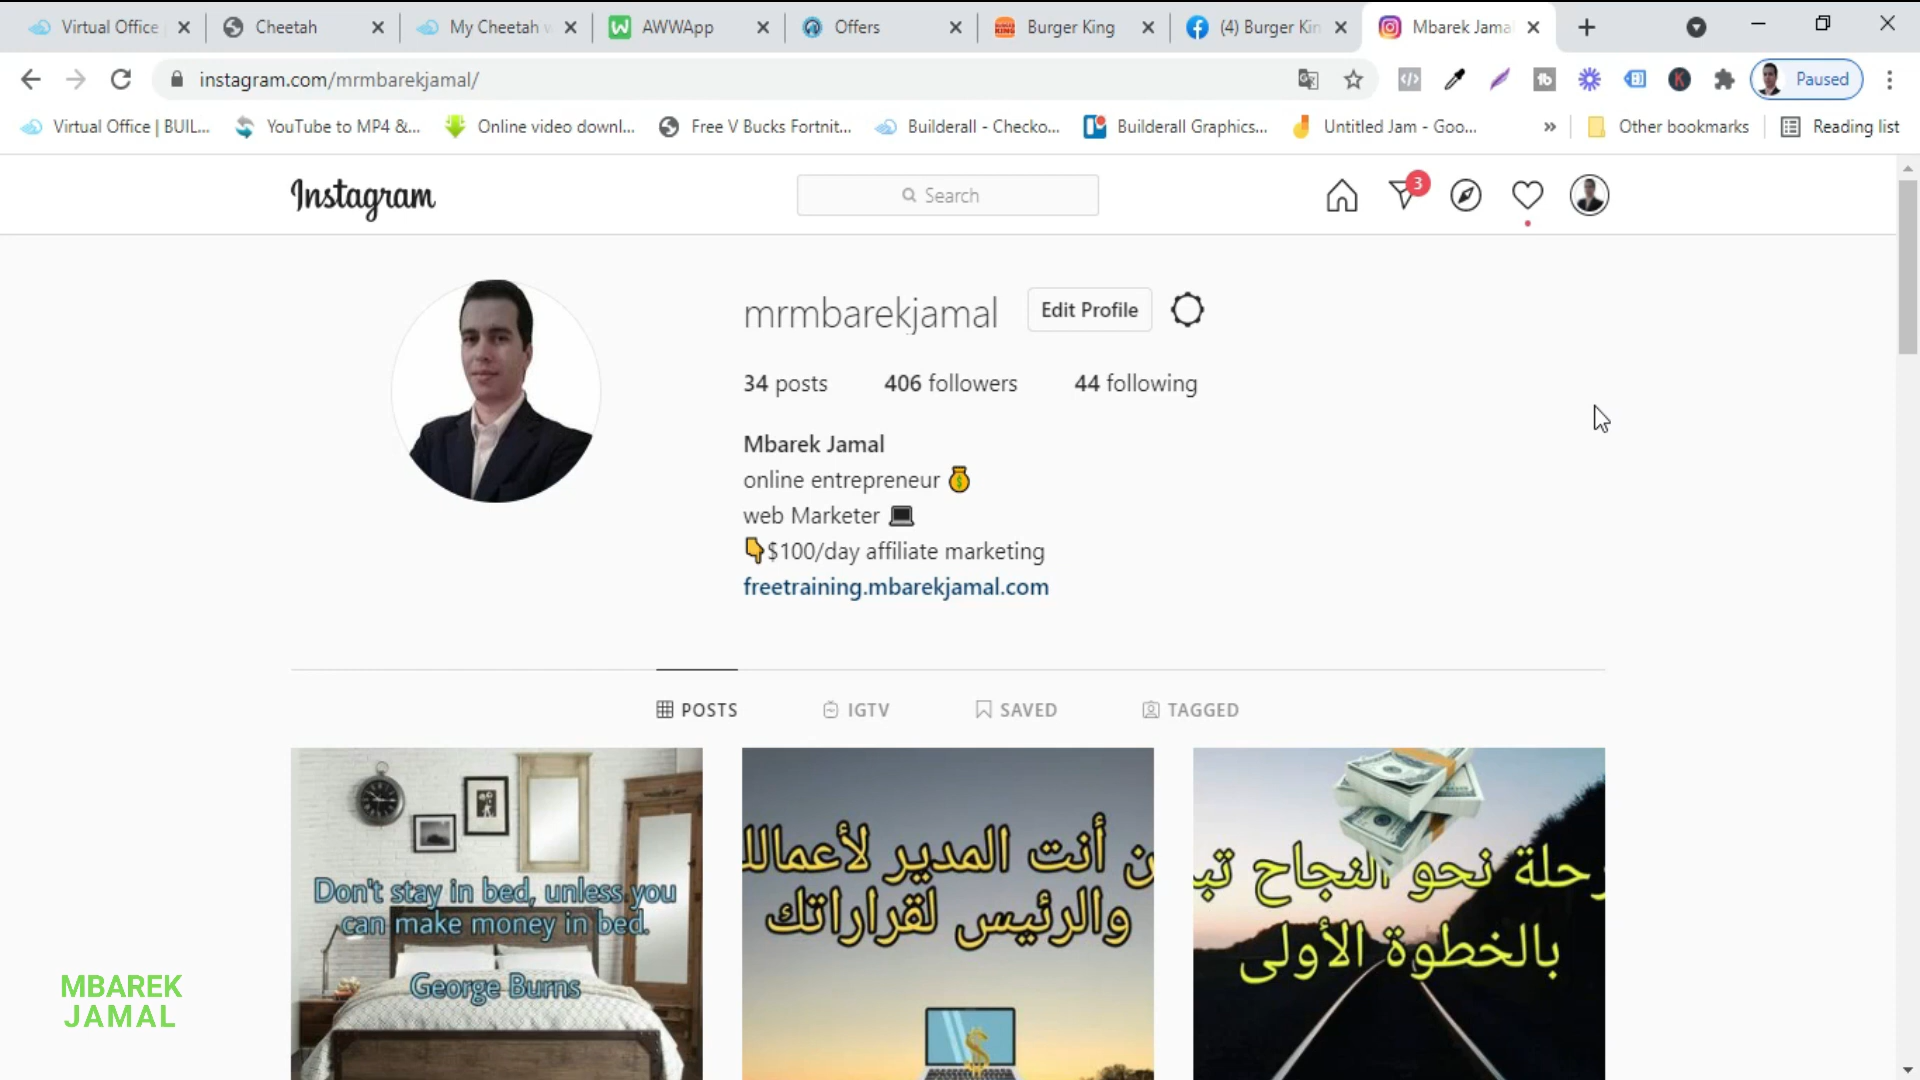 Virtual Office
Cheetah
My Cheetah
AWWApp
Offers
Burger King
(4) Burger Kin
Mbarek Jamal
instagram.com/mrmbarekjamal/
Paused
Virtual Office | BUIL...
YouTube to MP4 &...
Online video downl...
Free V Bucks Fortnit...
Builderall - Checko...
Builderall Graphics...
Untitled Jam - Goo...
»
Other bookmarks
Reading list
Instagram
Search
3
mrmbarekjamal
Edit Profile
34 posts
406 followers
44 following
Mbarek Jamal
online entrepreneur 💰
web Marketer 💻
👇$100/day affiliate marketing
freetraining.mbarekjamal.com
POSTS
IGTV
SAVED
TAGGED
Don't stay in bed, unless you
can make money in bed.
George Burns
أنت المدير لأعمالك
والرئيس لقراراتك
نحو النجاح
بالخطوة الأولى
MBAREK
JAMAL